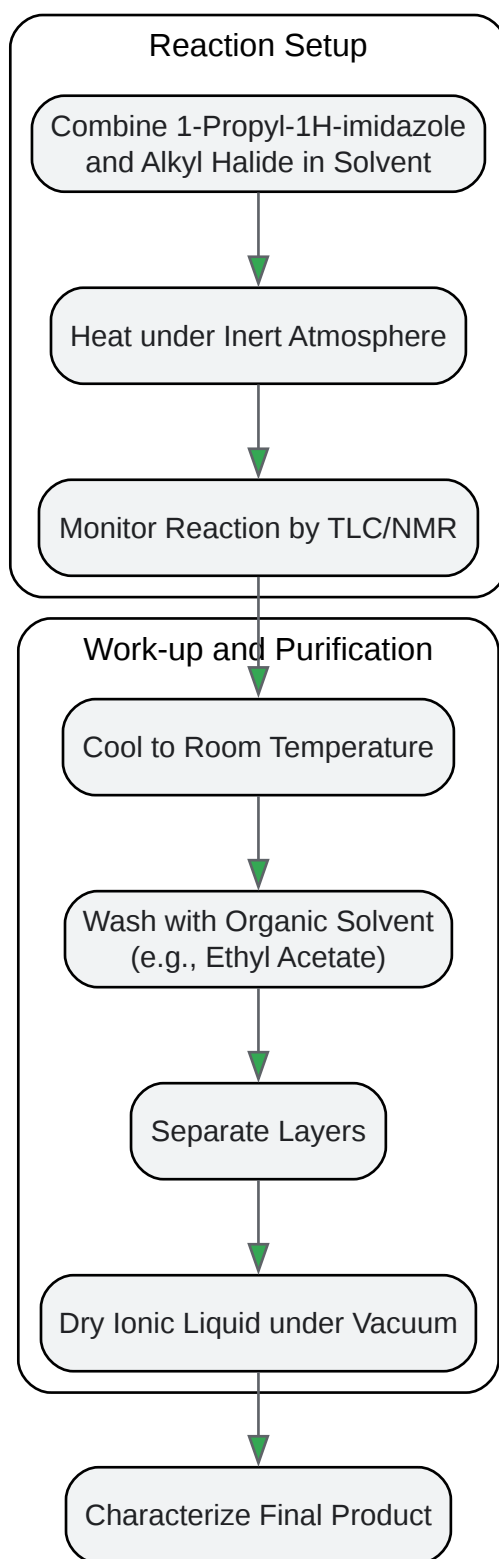 Reaction Setup
Combine 1-Propyl-1H-imidazole
and Alkyl Halide in Solvent
Heat under Inert Atmosphere
Monitor Reaction by TLC/NMR
Work-up and Purification
Cool to Room Temperature
Wash with Organic Solvent
(e.g., Ethyl Acetate)
Separate Layers
Dry Ionic Liquid under Vacuum
Characterize Final Product